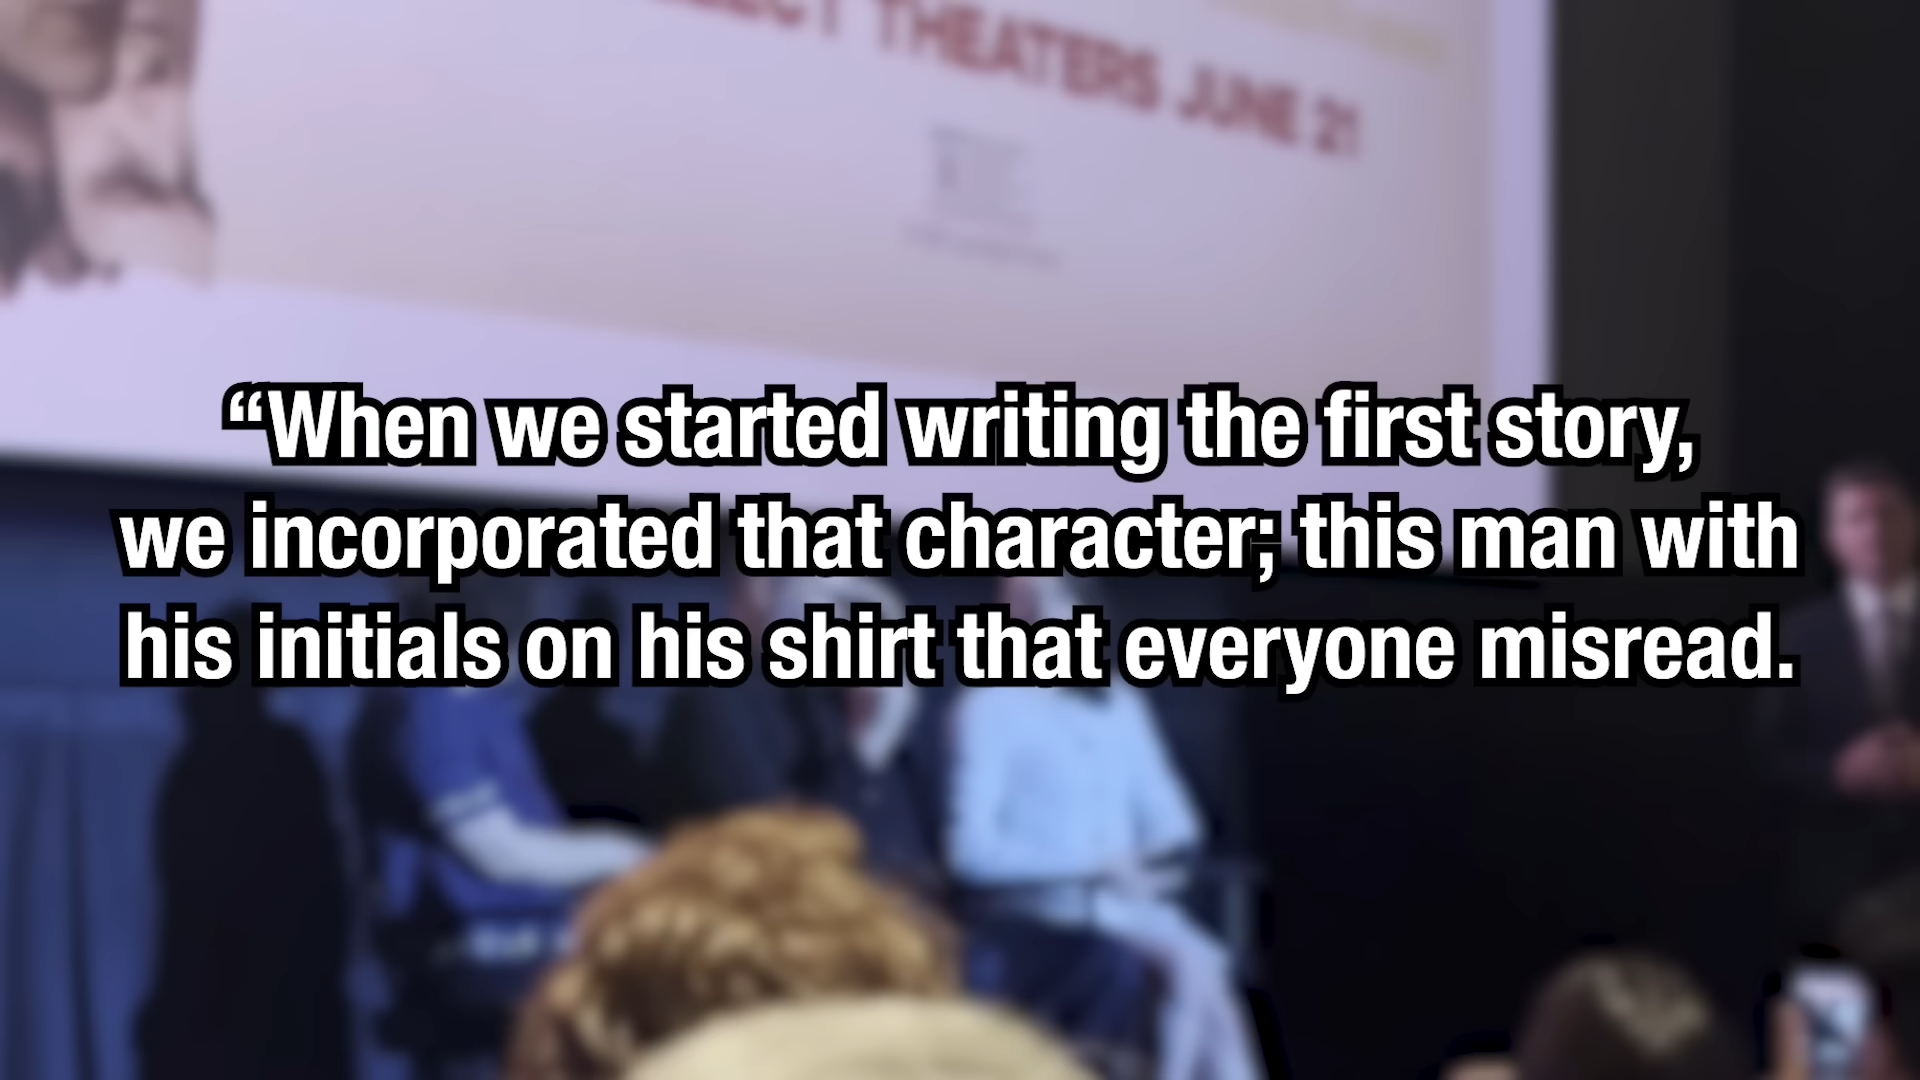 THEATERS JUNE 21
“When we started writing the first story,
we incorporated that character; this man with
his initials on his shirt that everyone misread.